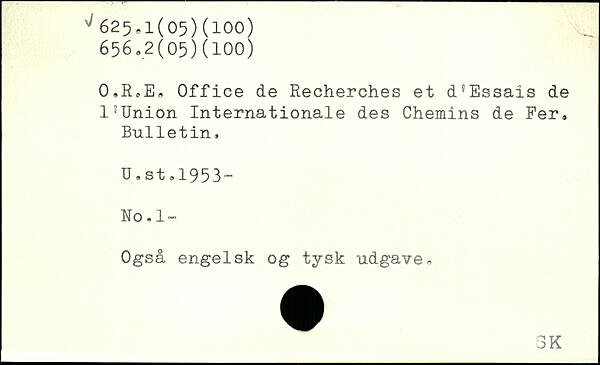 ✓ 625.1(05)(100)
656.2(05)(100)
O.R.E. Office de Recherches et d'Essais de
l'Union Internationale des Chemins de Fer.
Bulletin.
U.st.1953-
No.1-
Også engelsk og tysk udgave.
SK